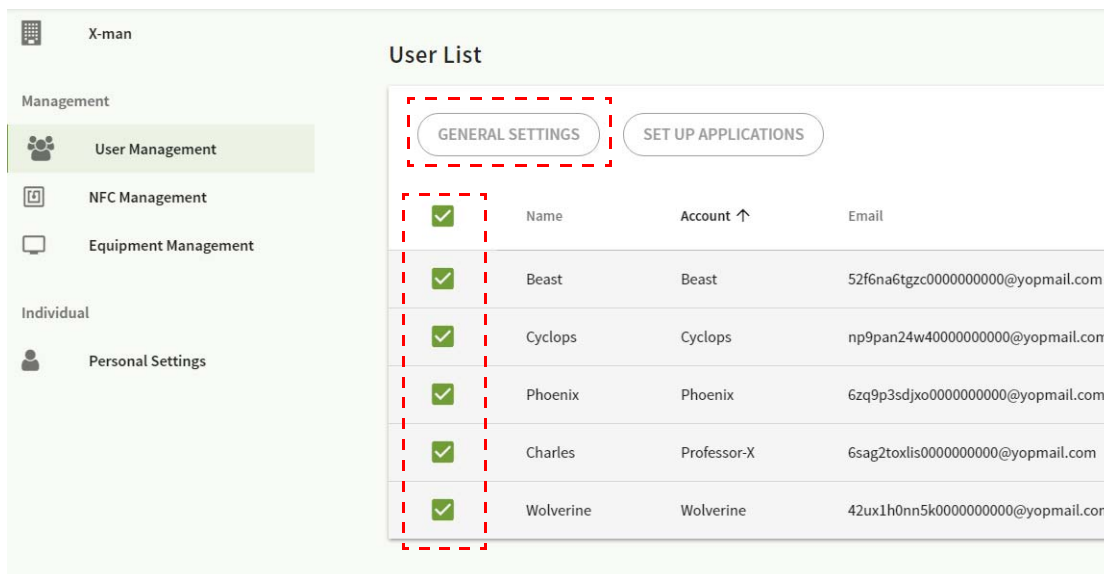 X-man
User List
Management
GENERAL SETTINGS SET UP APPLICATIONS
User Management
NFC Management
Name Account ↑ Email
Equipment Management
Beast Beast 52f6na6tgzc0000000000@yopmail.com
Individual
Cyclops Cyclops np9pan24w40000000000@yopmail.com
Personal Settings
Phoenix Phoenix 6zq9p3sdjxo0000000000@yopmail.com
Charles Professor-X 6sag2toxlis0000000000@yopmail.com
Wolverine Wolverine 42ux1h0nn5k0000000000@yopmail.com